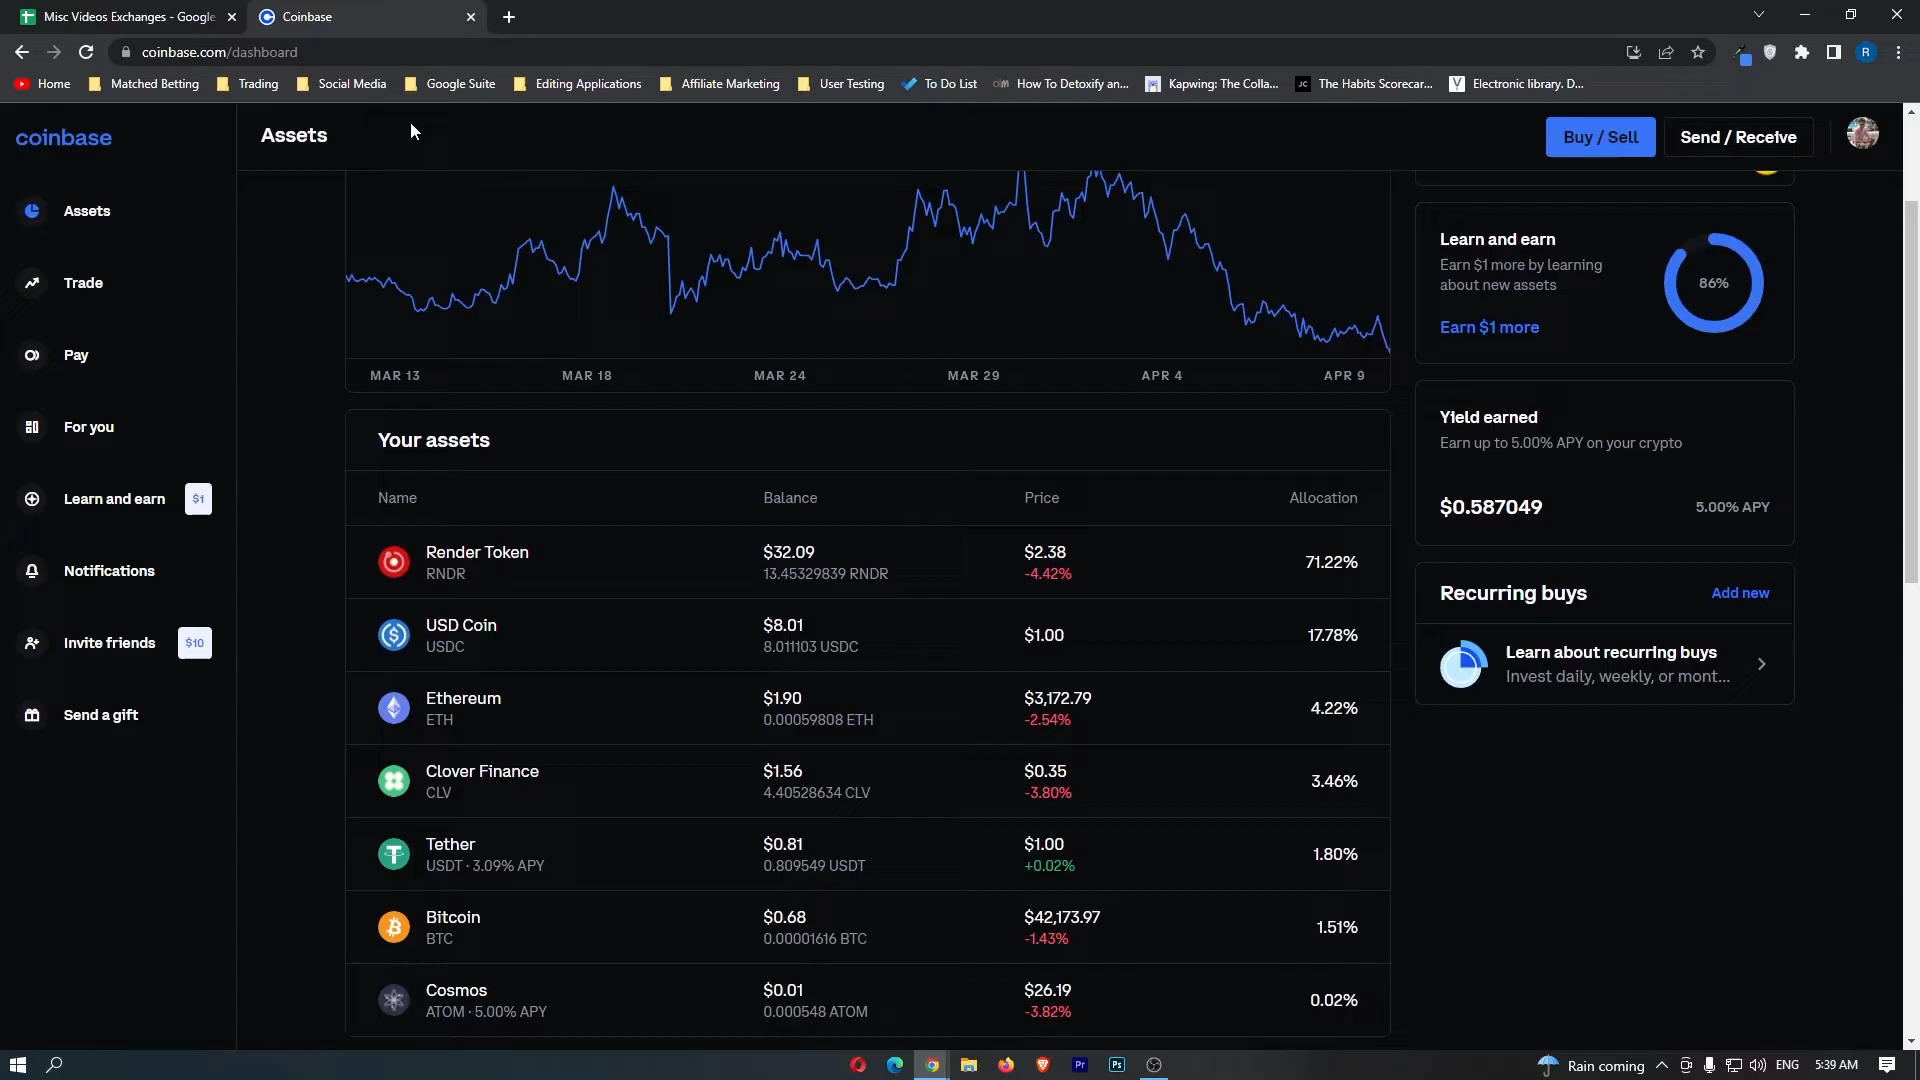 Misc Videos Exchanges - Google
Coinbase
coinbase.com/dashboard
Home
Matched Betting
Trading
Social Media
Google Suite
Editing Applications
Affiliate Marketing
User Testing
To Do List
How To Detoxify an...
Kapwing: The Colla...
JC
The Habits Scorecar...
Electronic library. D...
R
coinbase
Assets
Buy / Sell
Send / Receive
Assets
Trade
Pay
For you
Learn and earn
$1
Notifications
Invite friends
$10
Send a gift
MAR 13
MAR 18
MAR 24
MAR 29
APR 4
APR 9
Your assets
Name
Balance
Price
Allocation
Render Token
RNDR
$32.09
13.45329839 RNDR
$2.38
-4.42%
71.22%
USD Coin
USDC
$8.01
8.011103 USDC
$1.00
17.78%
Ethereum
ETH
$1.90
0.00059808 ETH
$3,172.79
-2.54%
4.22%
Clover Finance
CLV
$1.56
4.40528634 CLV
$0.35
-3.80%
3.46%
Tether
USDT · 3.09% APY
$0.81
0.809549 USDT
$1.00
+0.02%
1.80%
Bitcoin
BTC
$0.68
0.00001616 BTC
$42,173.97
-1.43%
1.51%
Cosmos
ATOM · 5.00% APY
$0.01
0.000548 ATOM
$26.19
-3.82%
0.02%
Learn and earn
Earn $1 more by learning
about new assets
Earn $1 more
86%
Yield earned
Earn up to 5.00% APY on your crypto
$0.587049
5.00% APY
Recurring buys
Add new
Learn about recurring buys
Invest daily, weekly, or mont...
Pr
Ps
Rain coming
ENG
5:39 AM